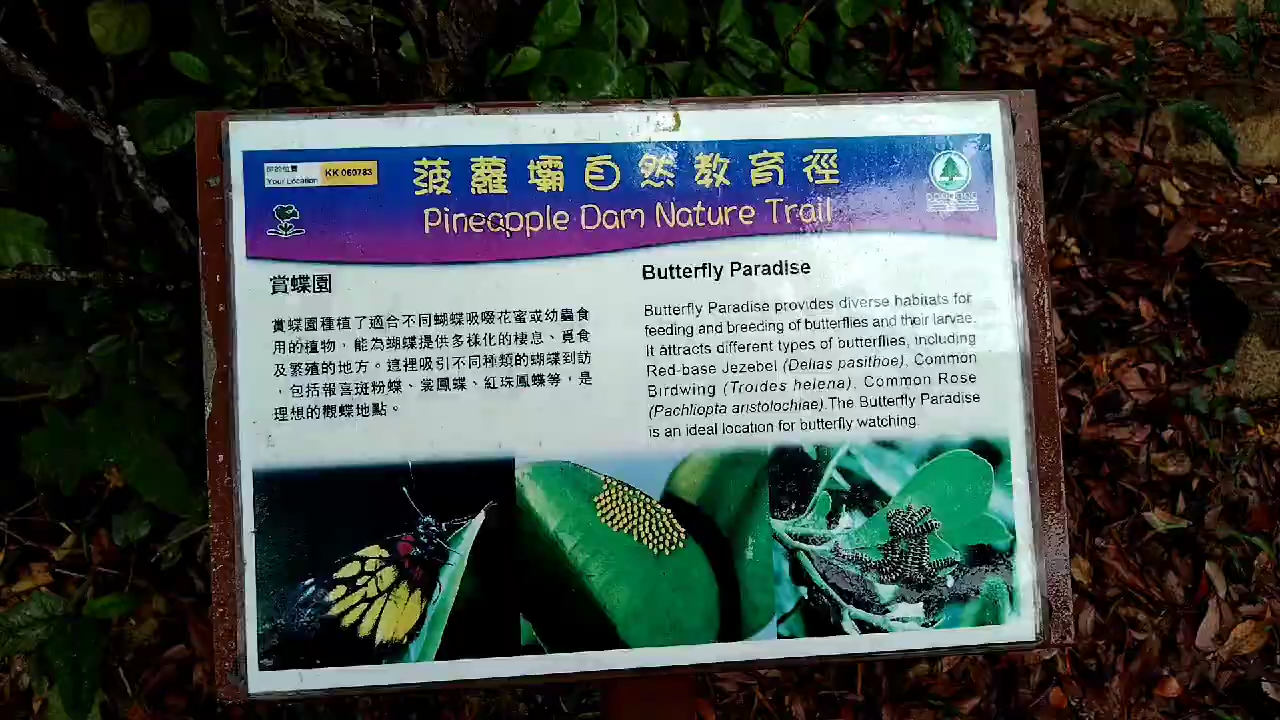 你的位置
Your Location
KK 060783
菠蘿壩自然教育徑
Pineapple Dam Nature Trail
賞蝶園
賞蝶園種植了適合不同蝴蝶吸啜花蜜或幼蟲食
用的植物，能為蝴蝶提供多樣化的棲息、覓食
及繁殖的地方。這裡吸引不同種類的蝴蝶到訪
，包括報喜斑粉蝶、裳鳳蝶、紅珠鳳蝶等，是
理想的觀蝶地點。
Butterfly Paradise
Butterfly Paradise provides diverse habitats for
feeding and breeding of butterflies and their larvae.
It attracts different types of butterflies, including
Red-base Jezebel (Delias pasithoe), Common
Birdwing (Troides helena), Common Rose
(Pachliopta aristolochiae).The Butterfly Paradise
is an ideal location for butterfly watching.